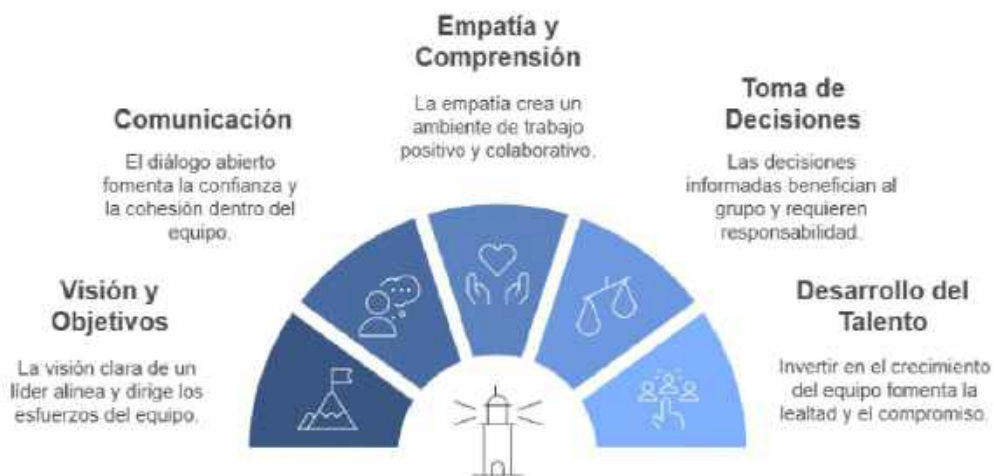 Visión y
Objetivos
La visión clara de un
líder alinea y dirige los
esfuerzos del equipo.
Comunicación
El diálogo abierto
fomenta la confianza y
la cohesión dentro del
equipo.
Empatía y
Comprensión
La empatía crea un
ambiente de trabajo
positivo y colaborativo.
Toma de
Decisiones
Las decisiones
informadas benefician al
grupo y requieren
responsabilidad.
Desarrollo del
Talento
Invertir en el crecimiento
del equipo fomenta la
lealtad y el compromiso.